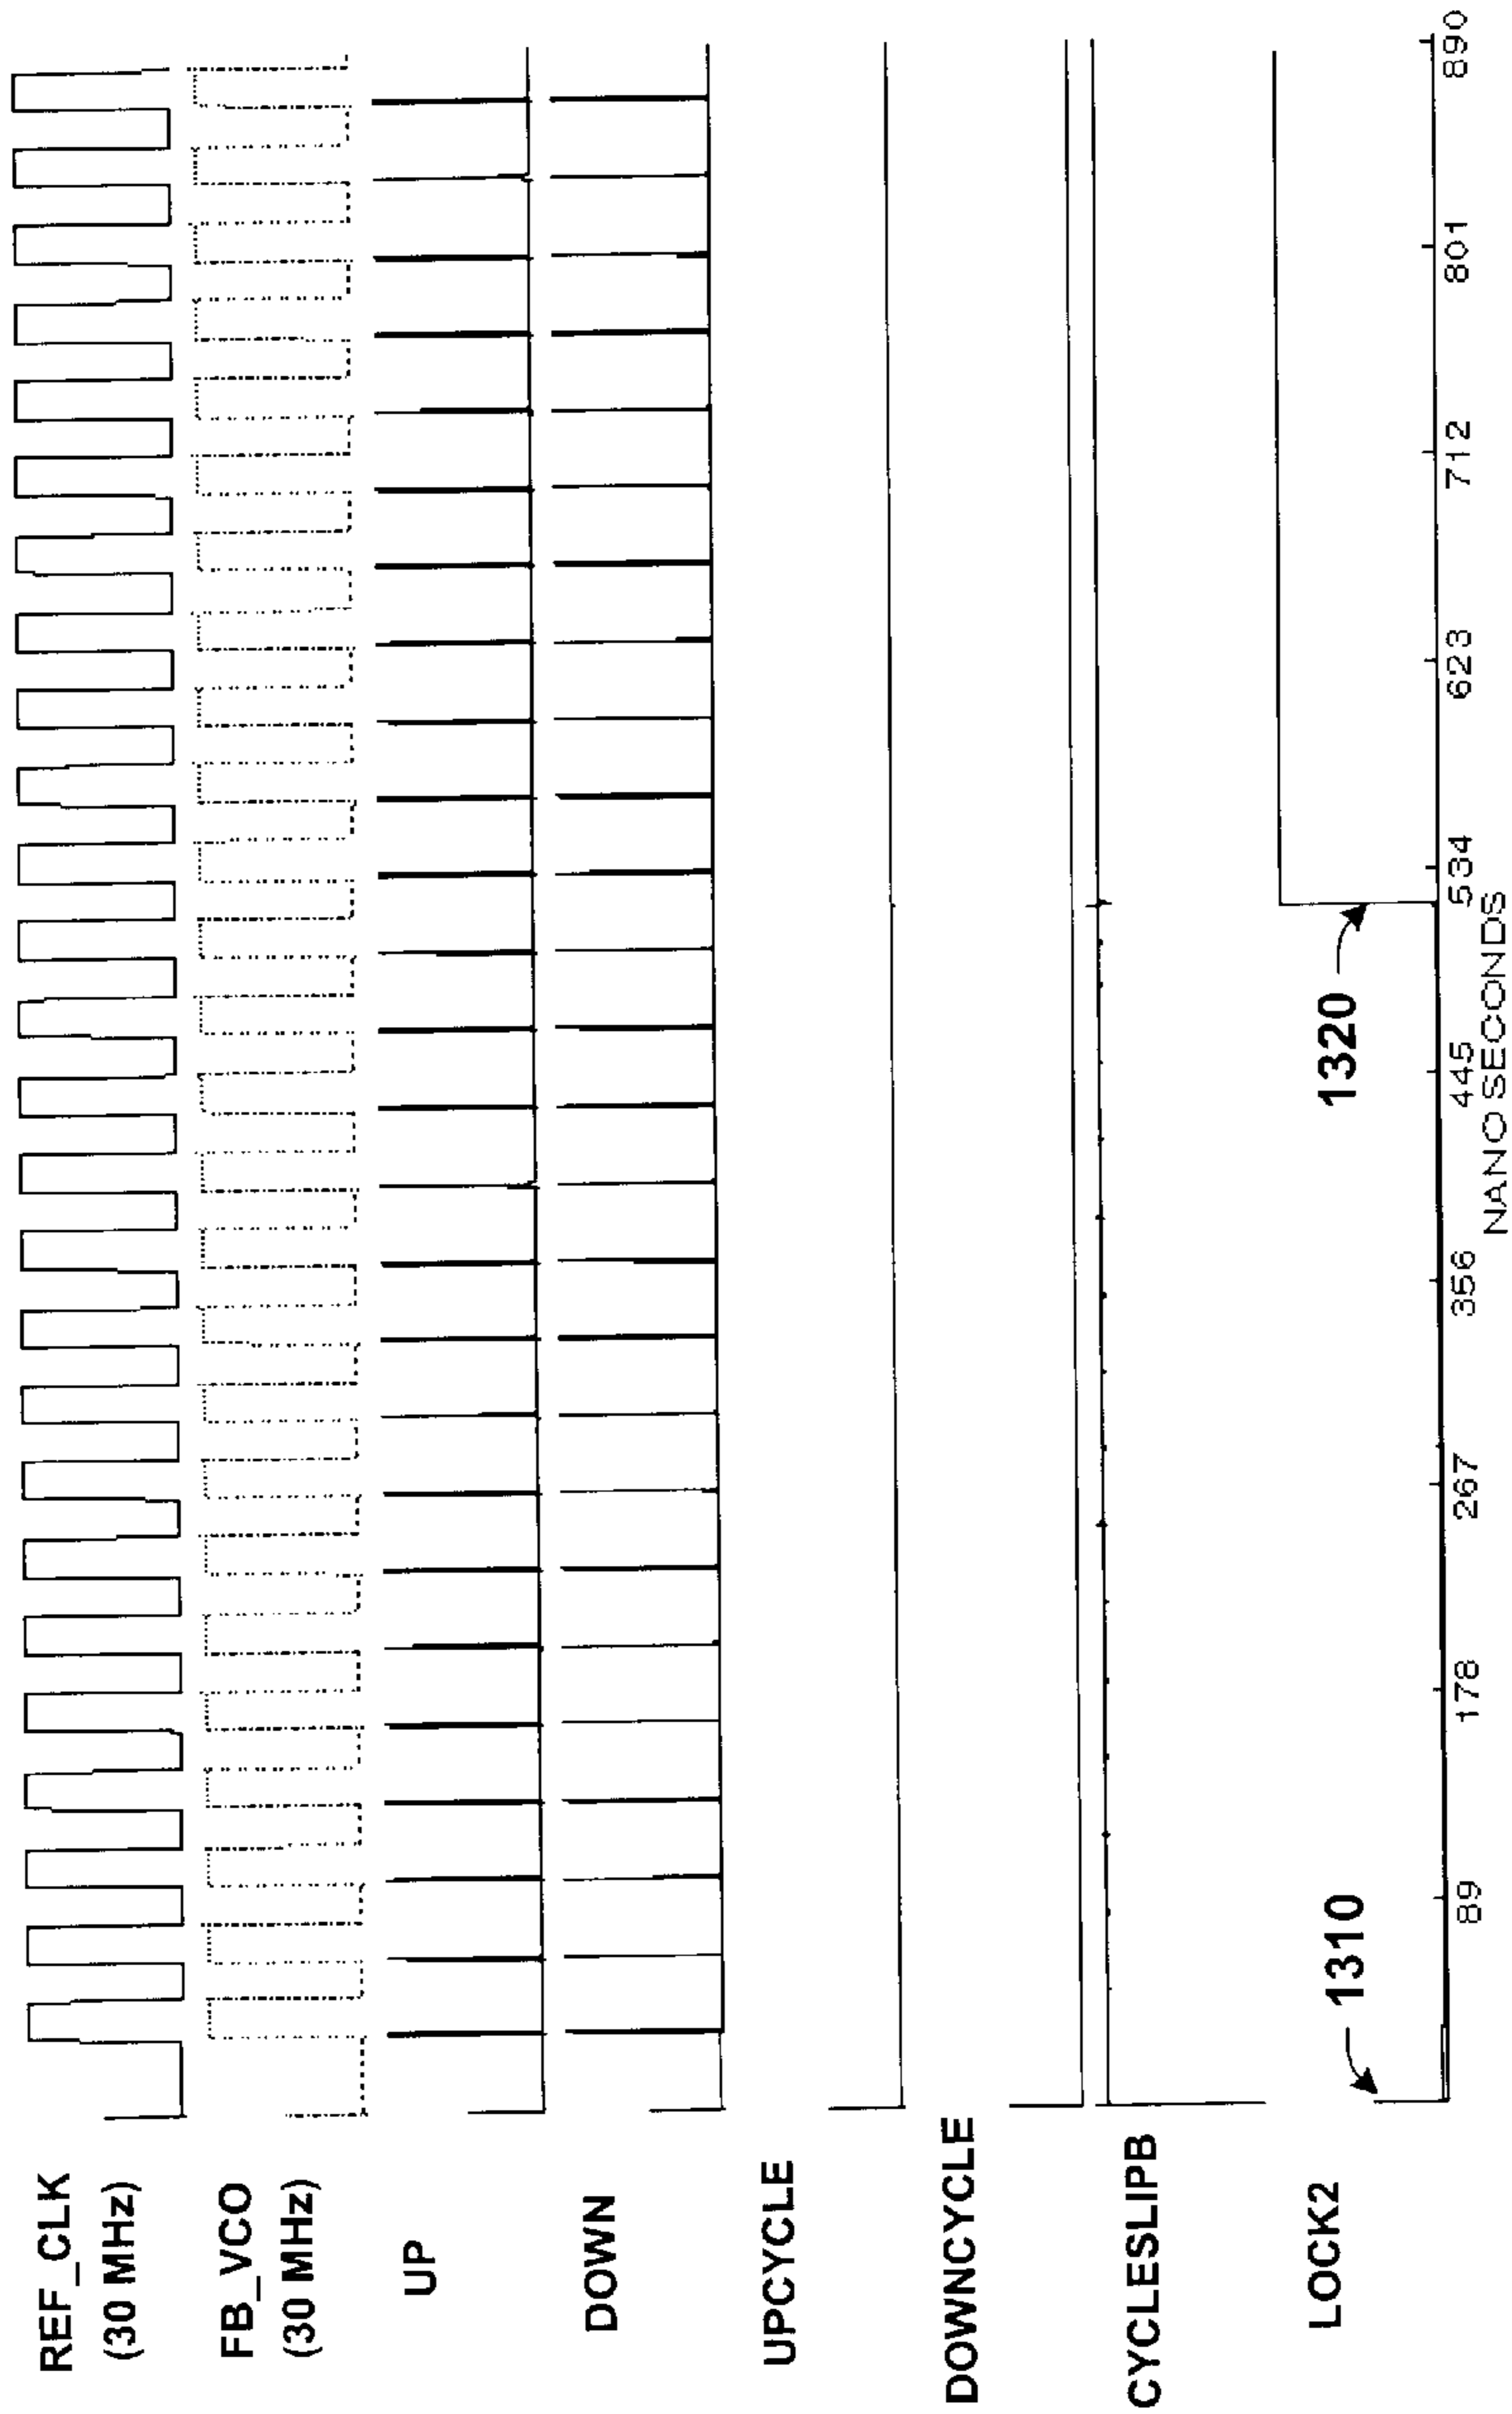 REF_CLK
(30 MHz)
FB_VCO
(30 MHz)
UP
DOWN
UPCYCLE
DOWNCYCLE
CYCLESLIPB
LOCK2
1310
1320
89
178
267
356
445
534
623
712
801
890
NANO SECONDS